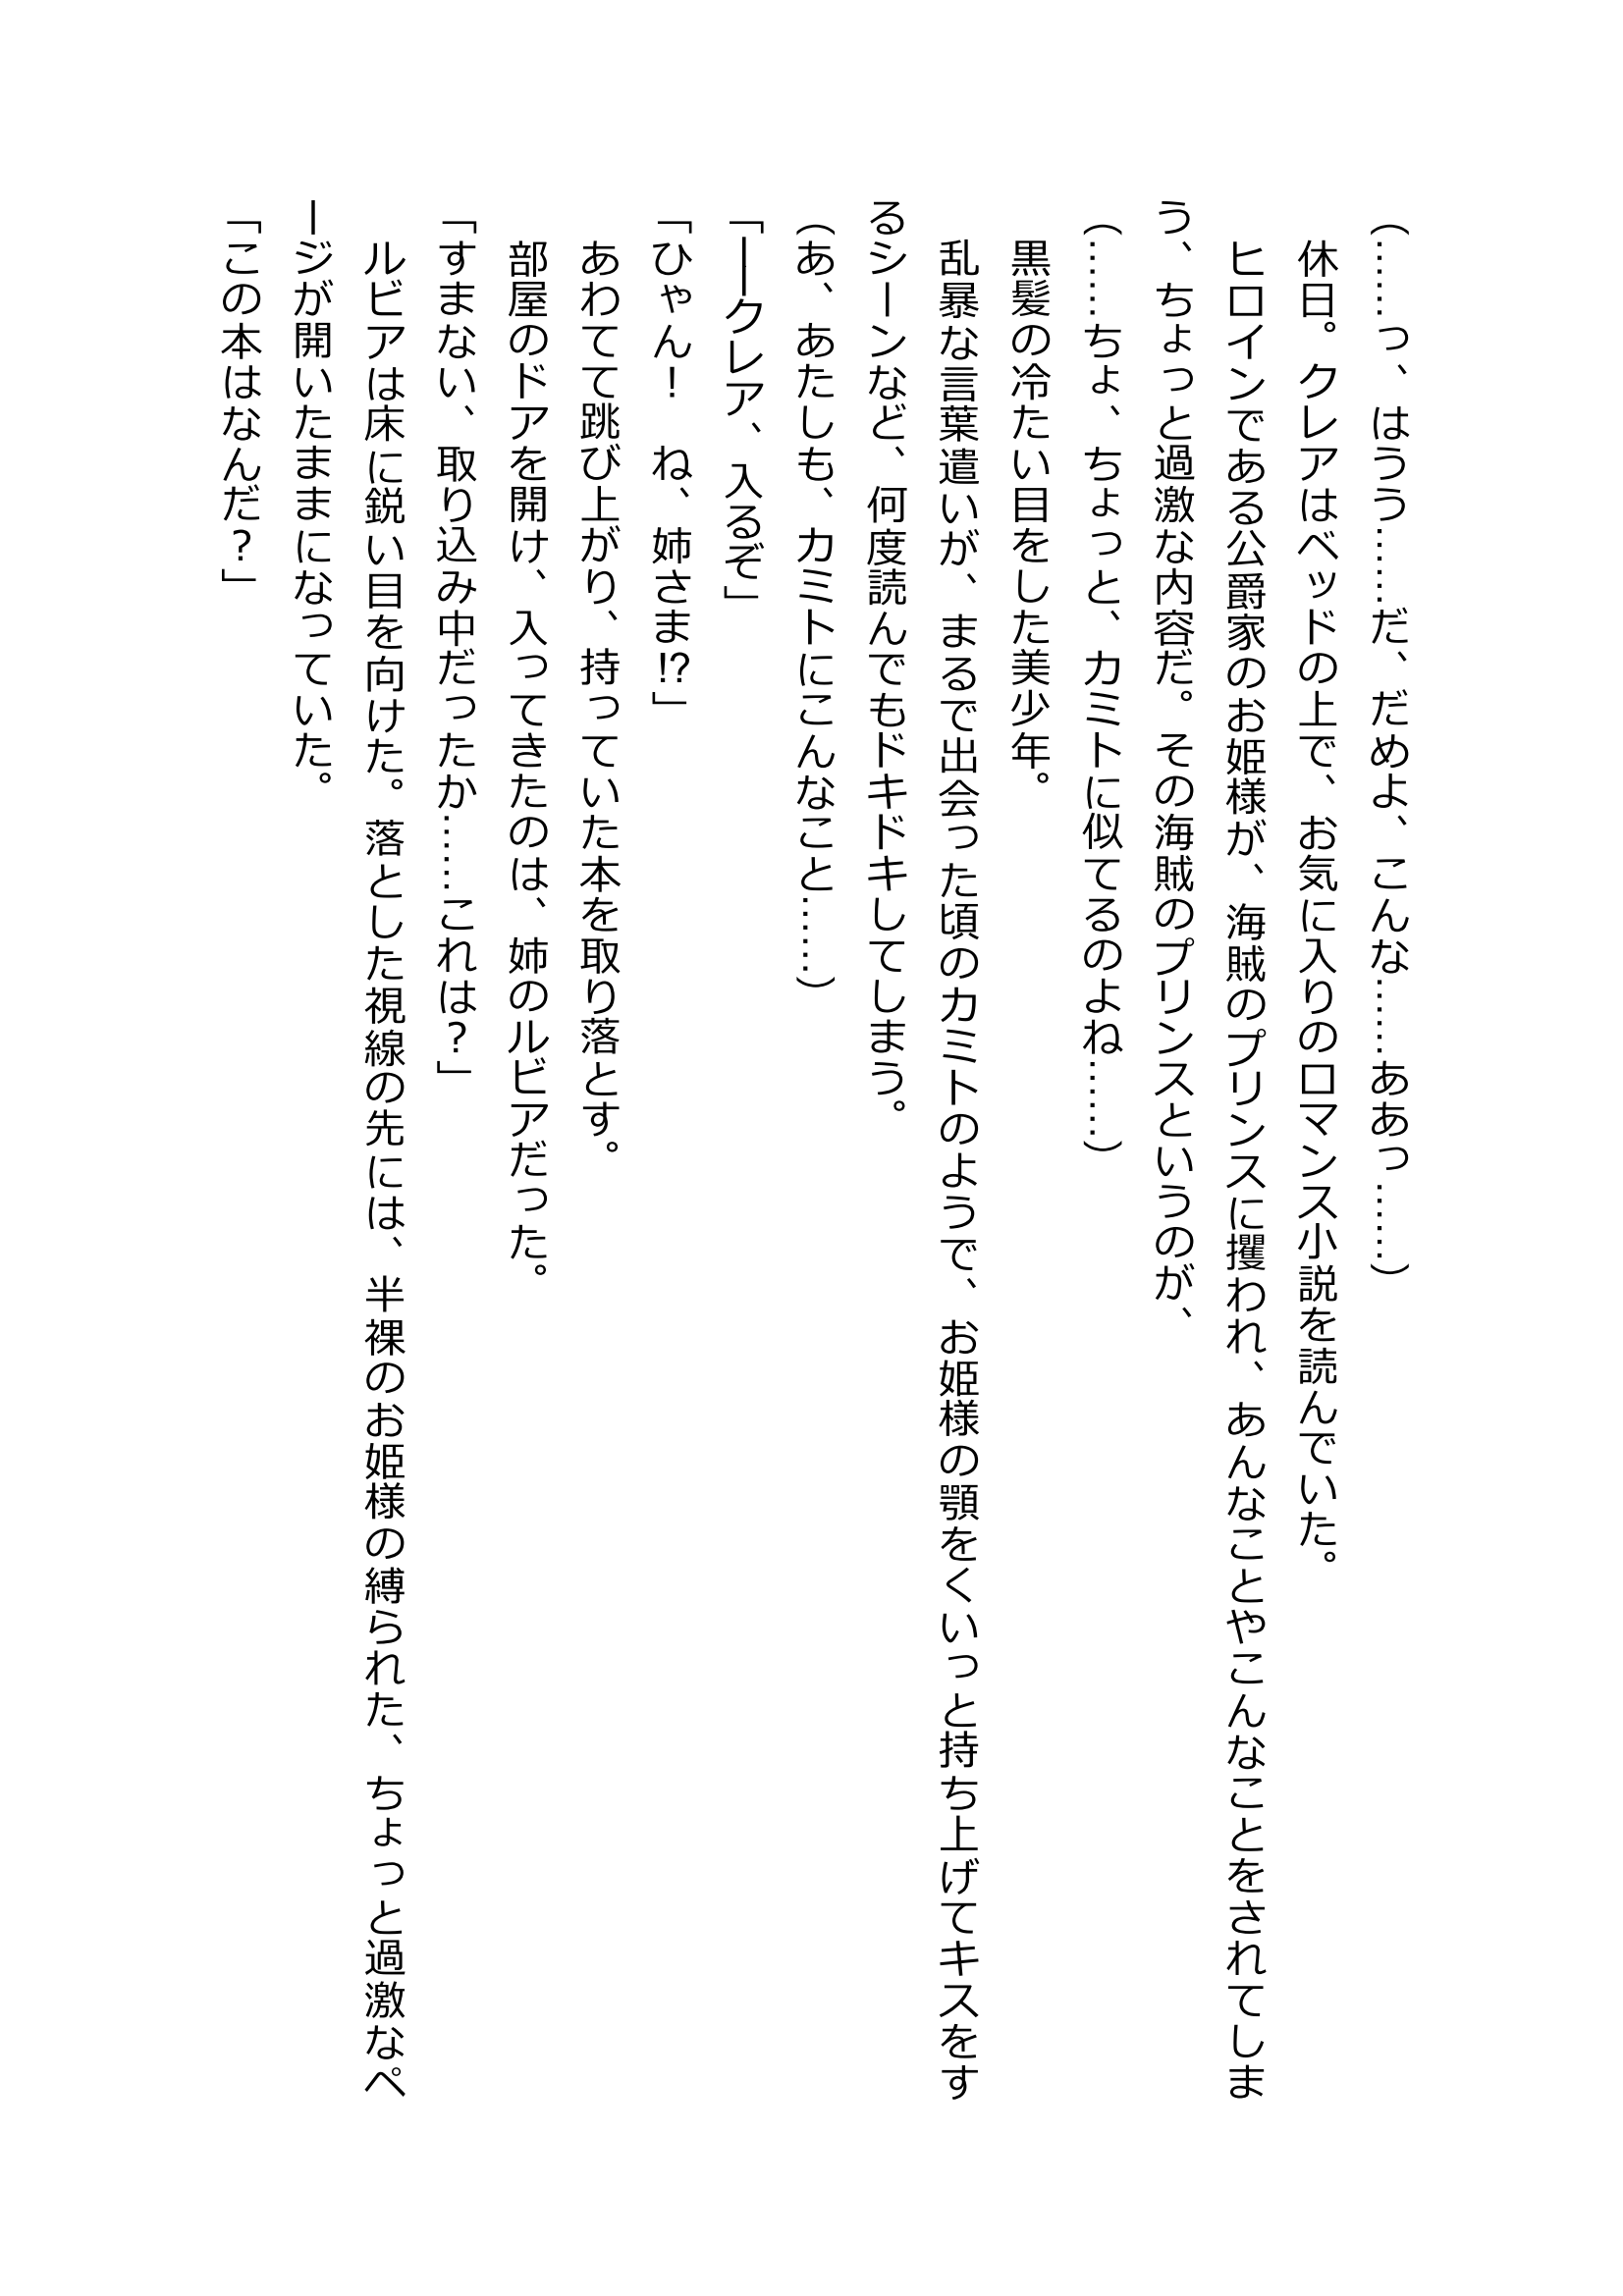 （……っ、はうう……だ、だめよ、こんな……ああっ……）
　休日。クレアはベッドの上で、お気に入りのロマンス小説を読んでいた。
　ヒロインである公爵家のお姫様が、海賊のプリンスに攫われ、あんなことやこんなことをされてしま
う、ちょっと過激な内容だ。その海賊のプリンスというのが、
（……ちょ、ちょっと、カミトに似てるのよね……）
　黒髪の冷たい目をした美少年。
　乱暴な言葉遣いが、まるで出会った頃のカミトのようで、お姫様の顎をくいっと持ち上げてキスをす
るシーンなど、何度読んでもドキドキしてしまう。
（あ、あたしも、カミトにこんなこと……）
「──クレア、入るぞ」
「ひゃん！　ね、姉さま⁉」
　あわてて跳び上がり、持っていた本を取り落とす。
　部屋のドアを開け、入ってきたのは、姉のルビアだった。
「すまない、取り込み中だったか……これは？」
　ルビアは床に鋭い目を向けた。落とした視線の先には、半裸のお姫様の縛られた、ちょっと過激なペ
ージが開いたままになっていた。
「この本はなんだ？」